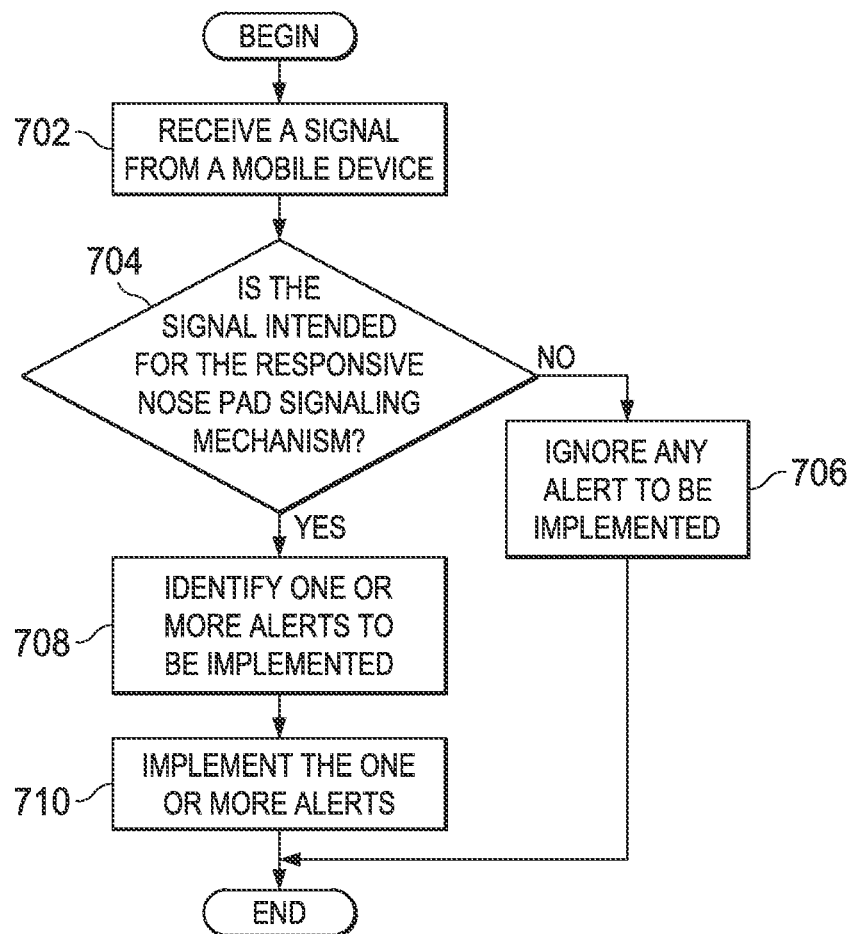 BEGIN
702
RECEIVE A SIGNAL
FROM A MOBILE DEVICE
704
IS THE
SIGNAL INTENDED
FOR THE RESPONSIVE
NOSE PAD SIGNALING
MECHANISM?
NO
YES
IGNORE ANY
ALERT TO BE
IMPLEMENTED
706
708
IDENTIFY ONE OR
MORE ALERTS TO
BE IMPLEMENTED
710
IMPLEMENT THE ONE
OR MORE ALERTS
END